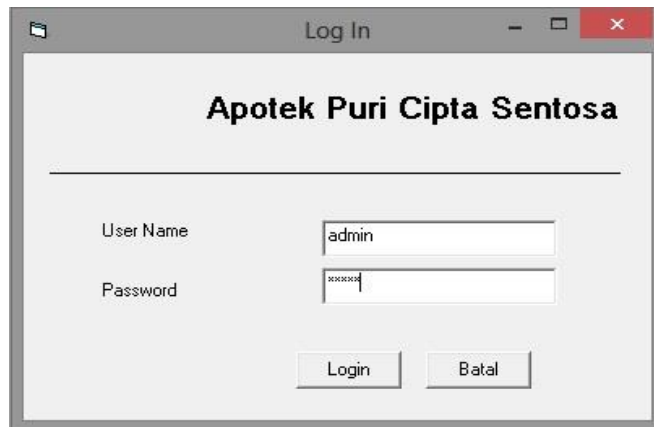 Log In
Apotek Puri Cipta Sentosa
User Name
admin
Password
*****
Login Batal